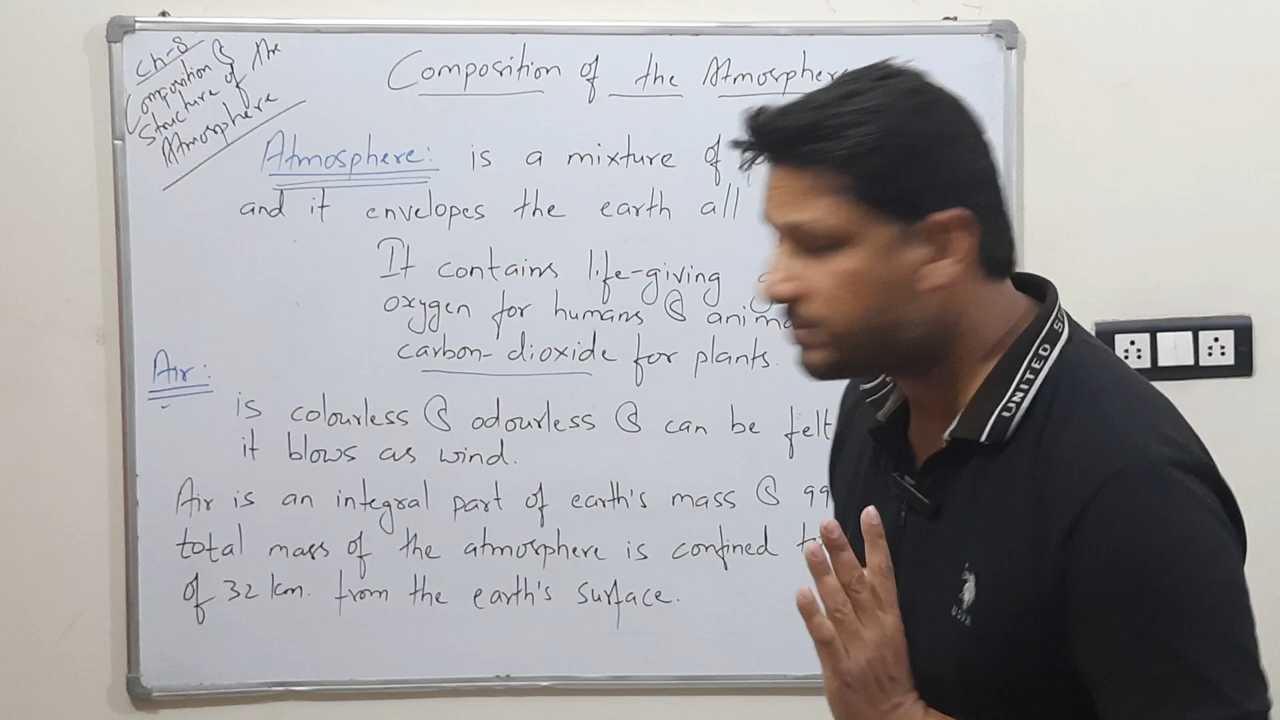 Ch-8
Composition &
Structure of the
Atmosphere
Composition of the Atmosphere
Atmosphere: is a mixture of
and it envelopes the earth all
It contains life-giving
oxygen for humans &
carbon-dioxide for plants.
Air:
is colourless & odourless & can be felt
it blows as wind.
Air is an integral part of earth's mass & 99
total mass of the atmosphere is confined
of 32 km. from the earth's surface.
UNITED
USPA